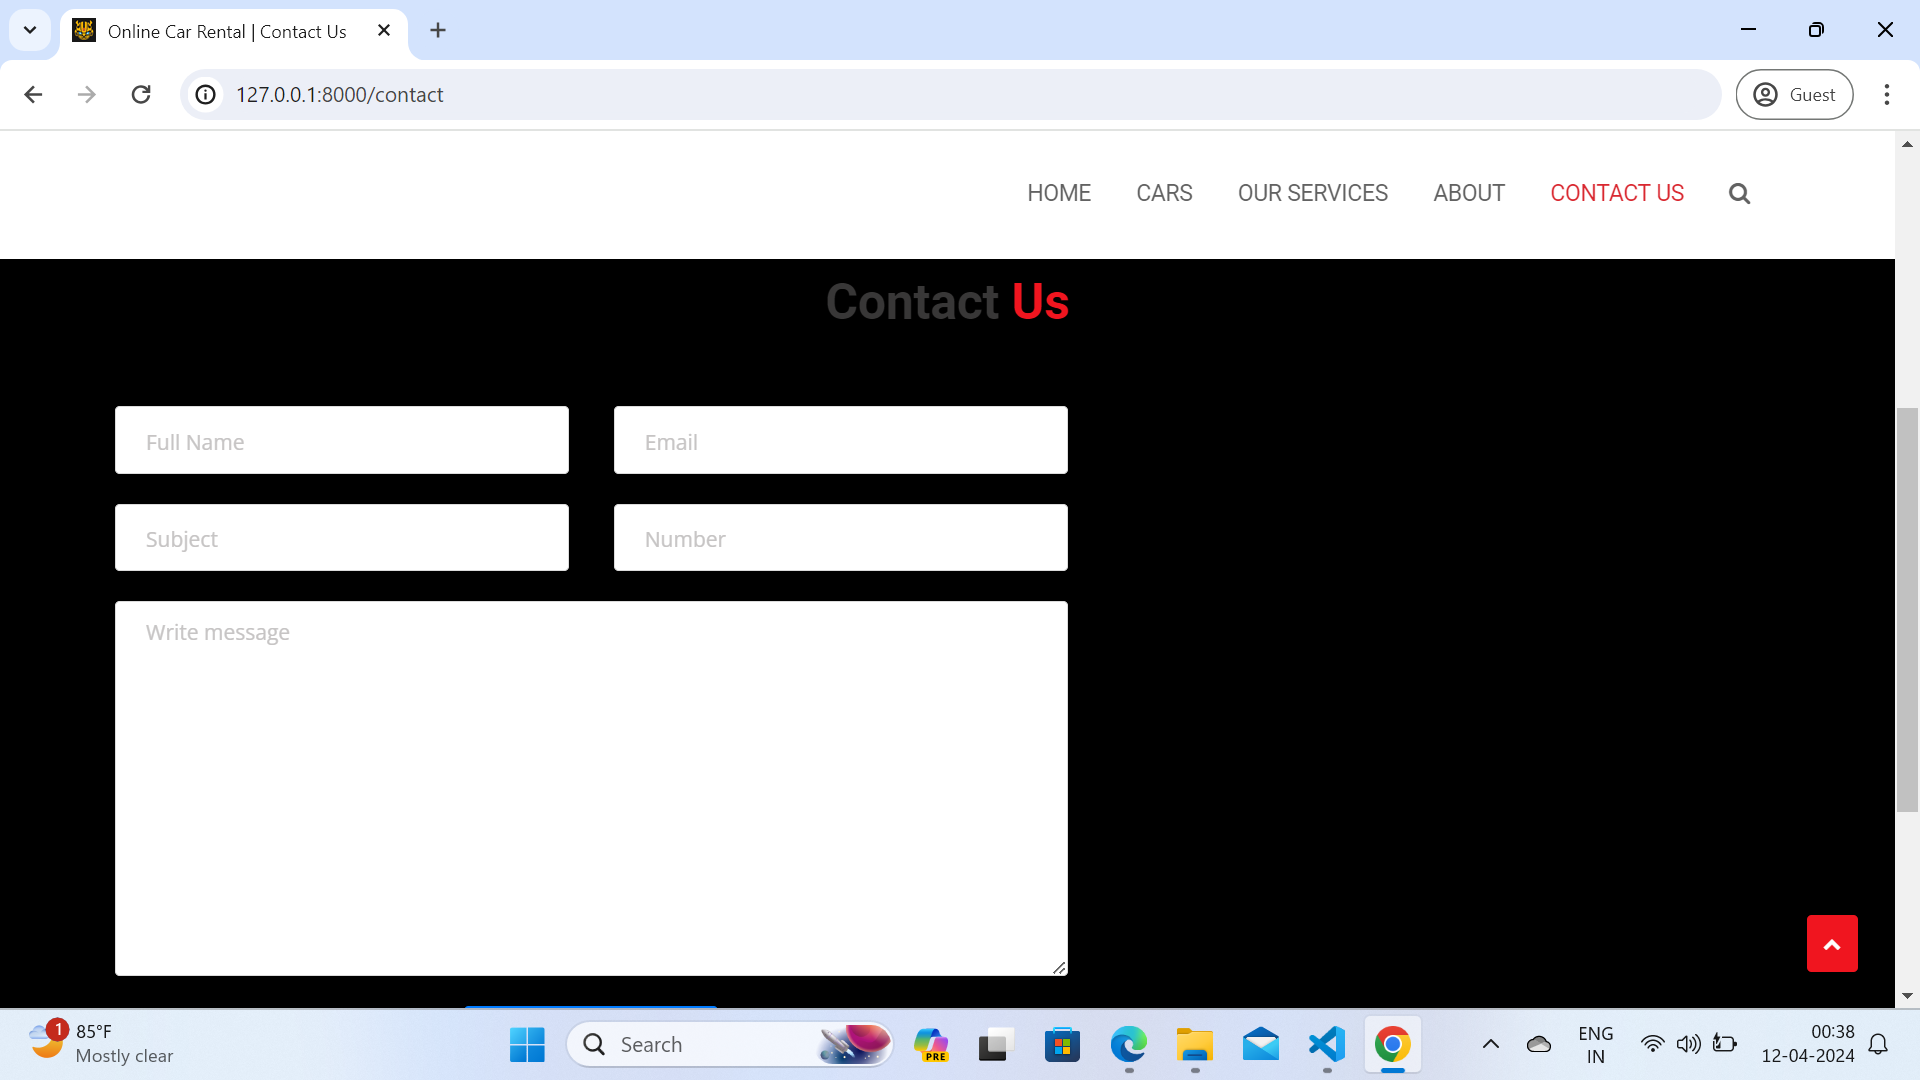 Online Car Rental | Contact Us
127.0.0.1:8000/contact
Guest
HOME CARS OUR SERVICES ABOUT CONTACT US
Contact Us
Full Name Email
Subject Number
Write message
1
85°F
Mostly clear
Search
PRE
ENG
IN
00:38
12-04-2024